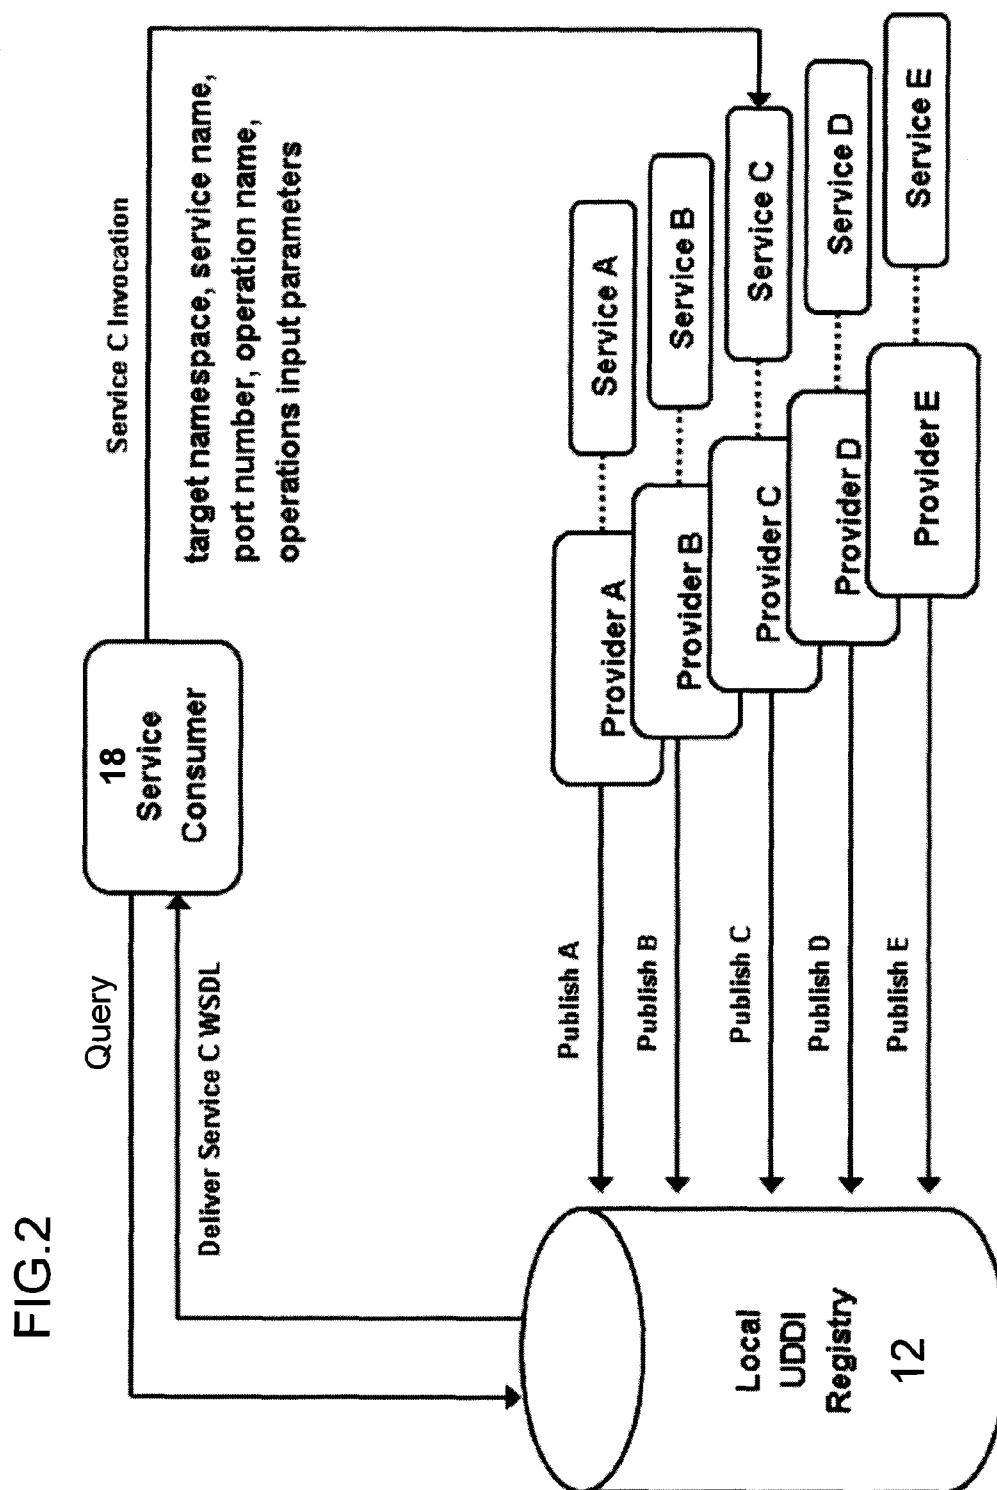 FIG.2
Query
Deliver Service C WSDL
18
Service
Consumer
Service C Invocation
target namespace, service name,
port number, operation name,
operations input parameters
Local
UDDI
Registry
12
Publish A
Publish B
Publish C
Publish D
Publish E
Provider A
Provider B
Provider C
Provider D
Provider E
Service A
Service B
Service C
Service D
Service E